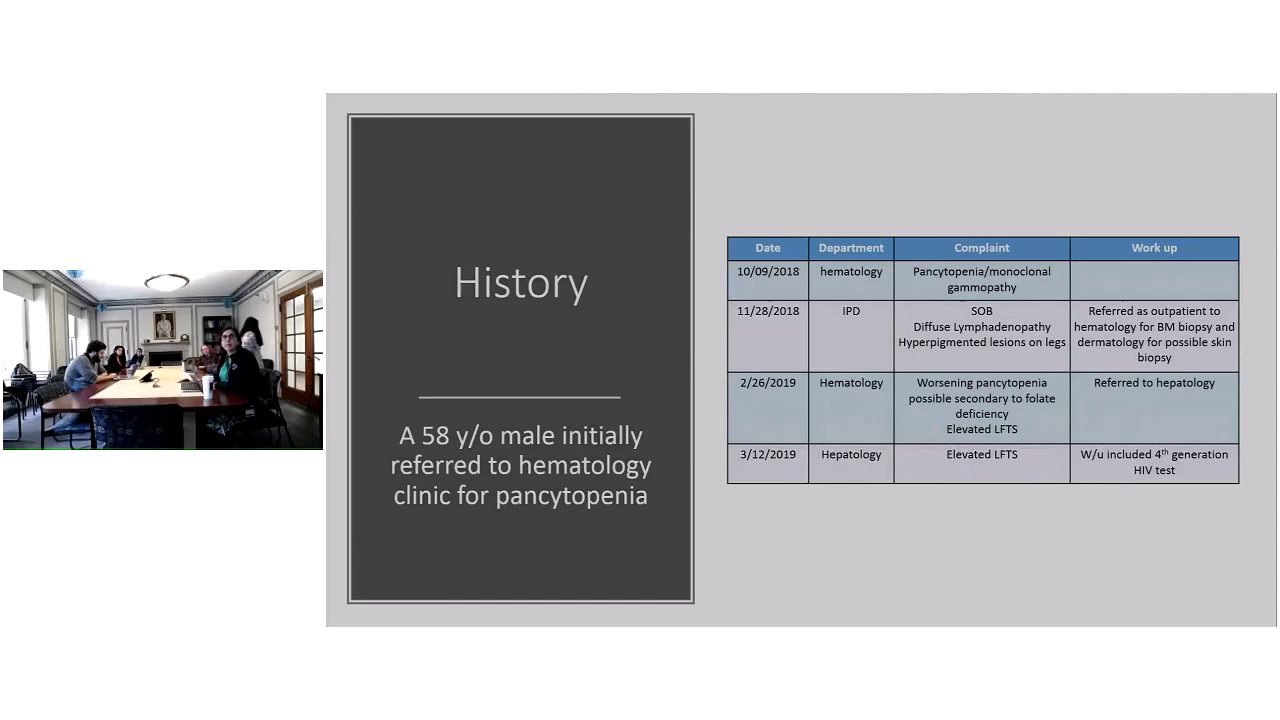 History
A 58 y/o male initially
referred to hematology
clinic for pancytopenia
Date Department Complaint Work up
10/09/2018 hematology Pancytopenia/monoclonal
gammopathy
11/28/2018 IPD SOB Referred as outpatient to
Diffuse Lymphadenopathy hematology for BM biopsy and
Hyperpigmented lesions on legs dermatology for possible skin
biopsy
2/26/2019 Hematology Worsening pancytopenia Referred to hepatology
possible secondary to folate
deficiency
Elevated LFTS
3/12/2019 Hepatology Elevated LFTS W/u included 4th generation
HIV test